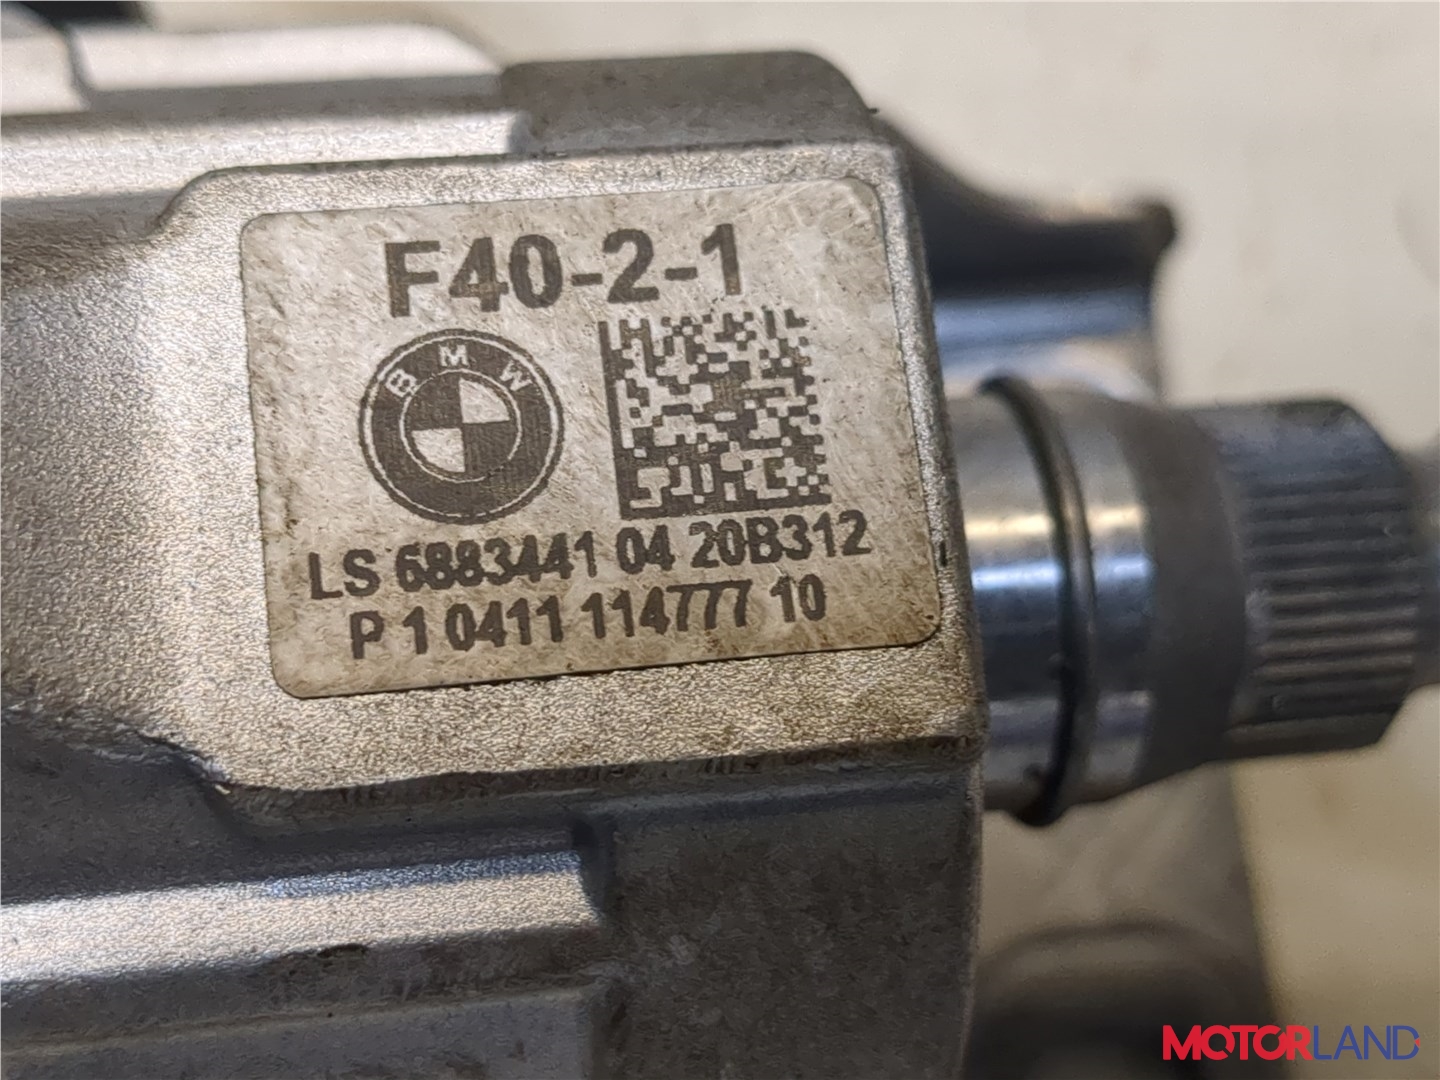 F40-2-1
BMW
LS 6883441 04 20B312
P 1 0411 114777 10
MOTORLAND